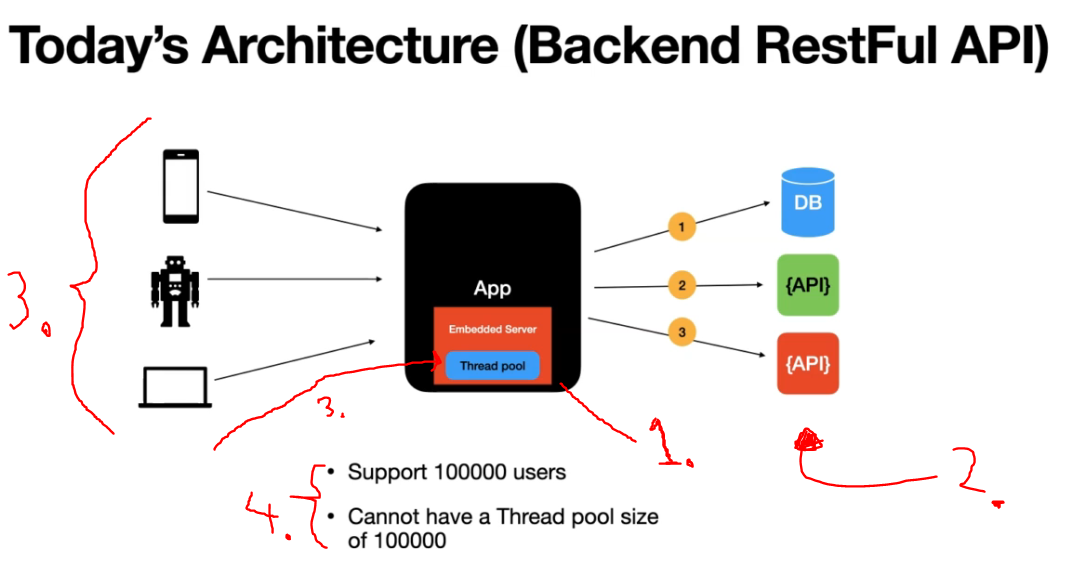 Today's Architecture (Backend RestFul API)
DB
1
App
{API}
2
3.
Embedded Server
3
{API}
Thread pool
3.
1.
• Support 100000 users
2.
4.
• Cannot have a Thread pool size
of 100000